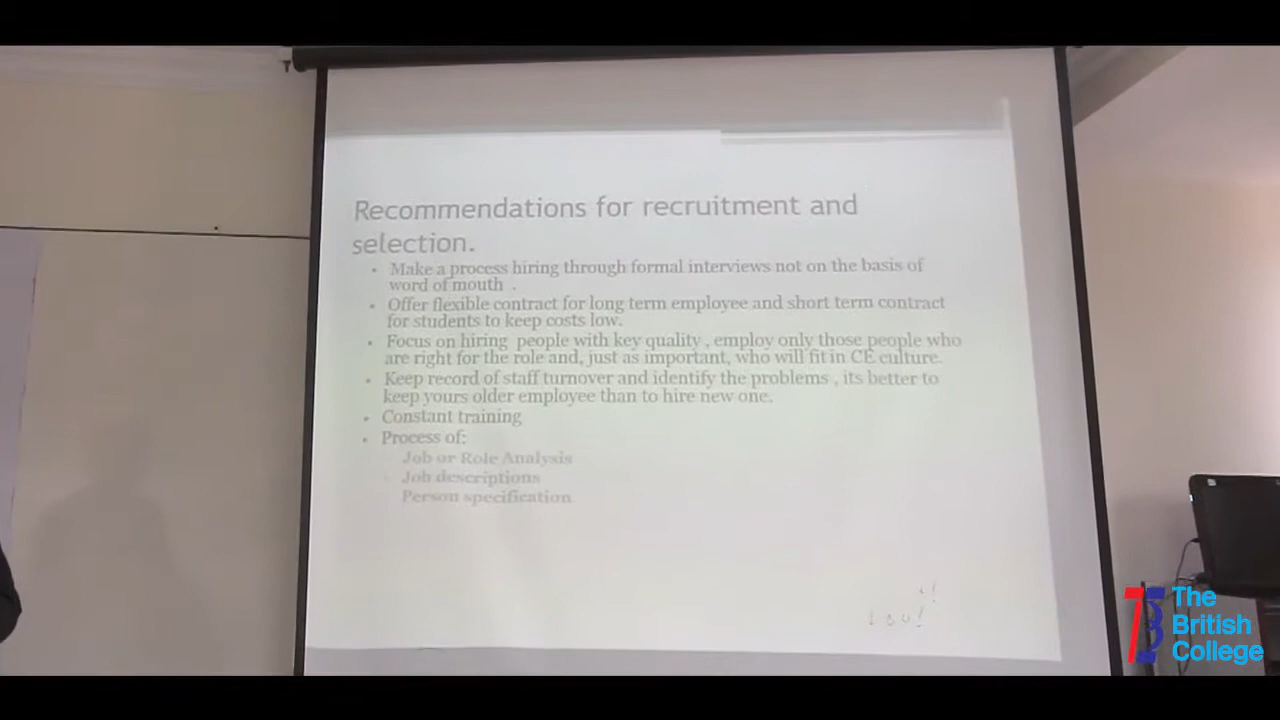 Recommendations for recruitment and
selection.
• Make a process hiring through formal interviews not on the basis of
word of mouth .
• Offer flexible contract for long term employee and short term contract
for students to keep costs low.
• Focus on hiring people with key quality , employ only those people who
are right for the role and, just as important, who will fit in CE culture.
• Keep record of staff turnover and identify the problems , its better to
keep yours older employee than to hire new one.
• Constant training
• Process of:
Job or Role Analysis
Job descriptions
Person specification
The
British
College